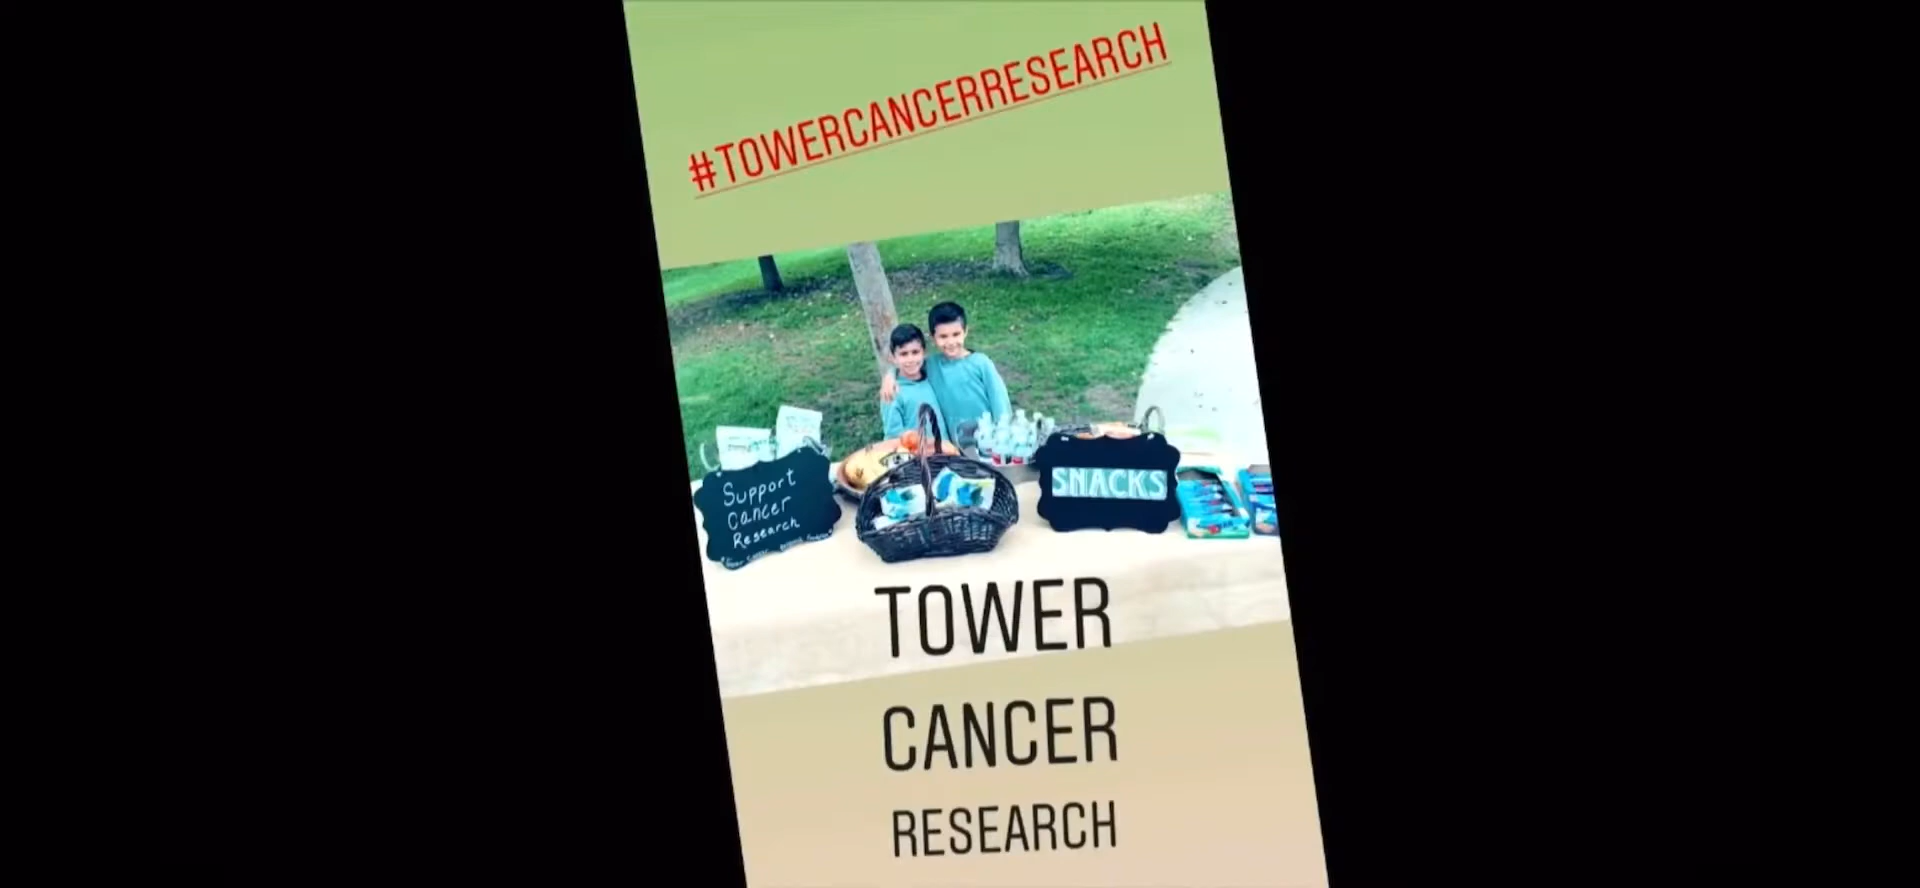 #TOWERCANCERRESEARCH
Support
Cancer
Research
SNACKS
TOWER
CANCER
RESEARCH